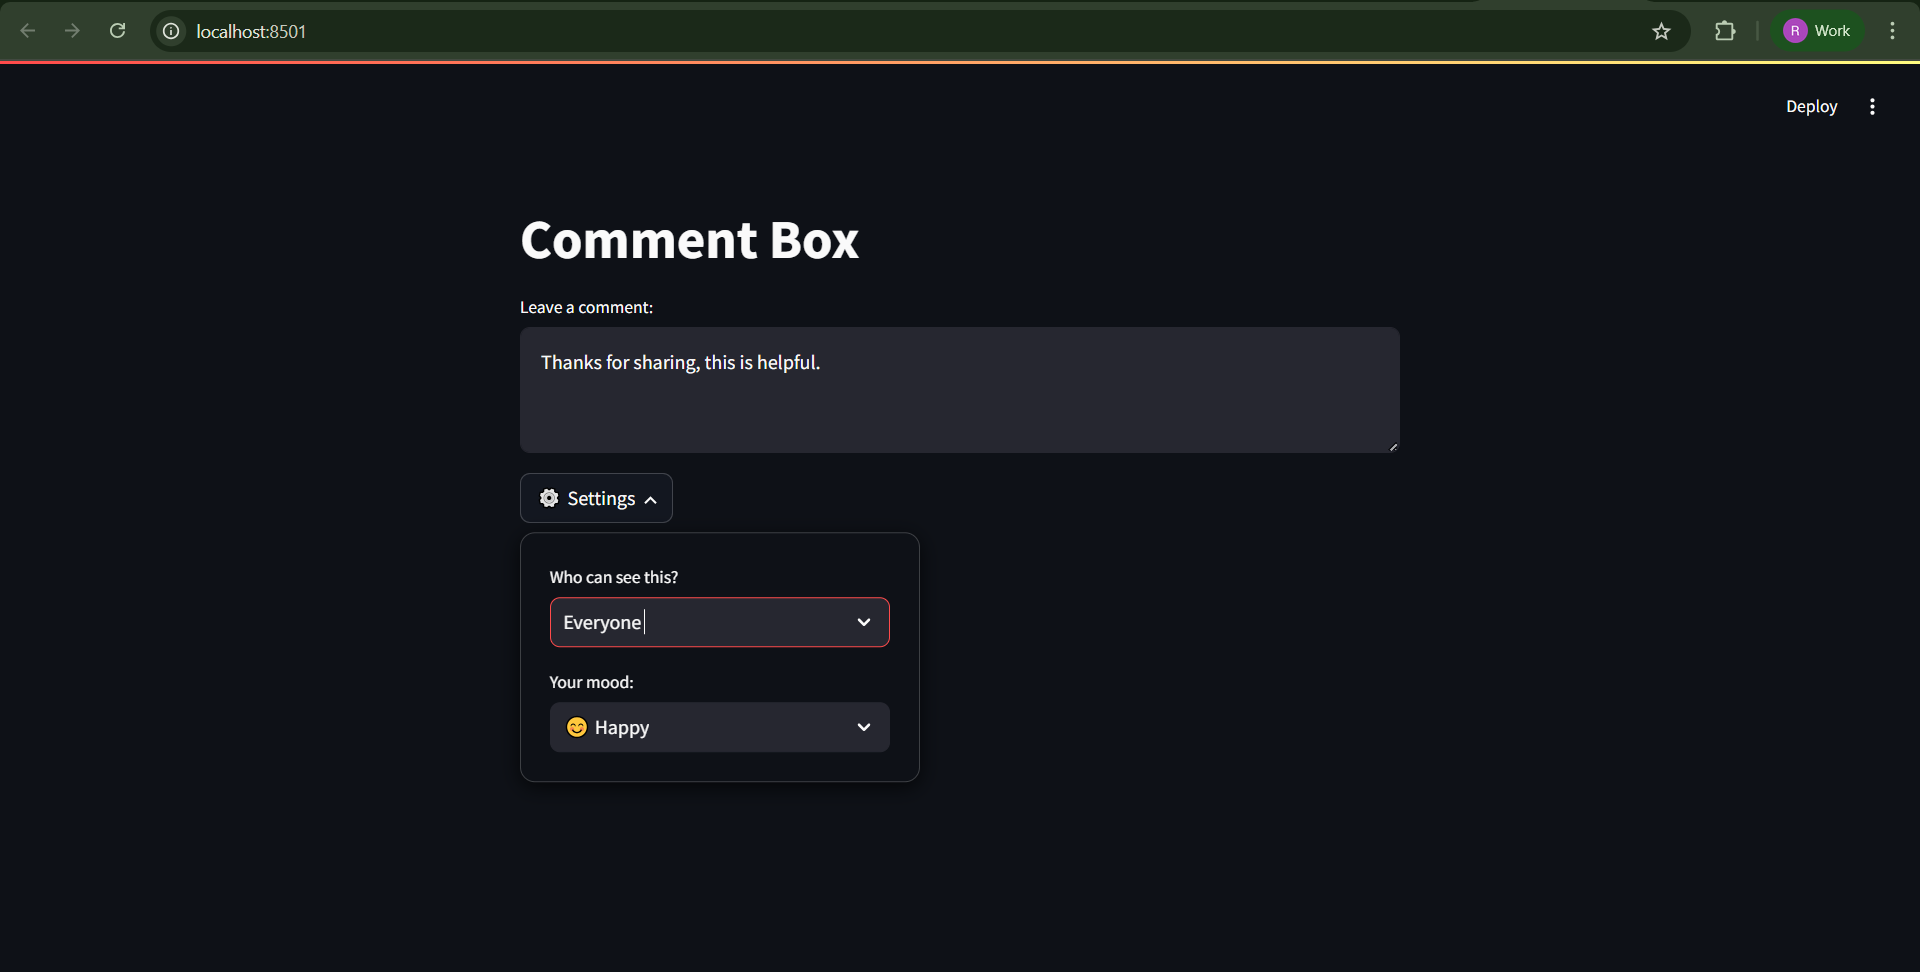 localhost:8501
R Work
Deploy
Comment Box
Leave a comment:
Thanks for sharing, this is helpful.
Settings
Who can see this?
Everyone
Your mood:
😊 Happy